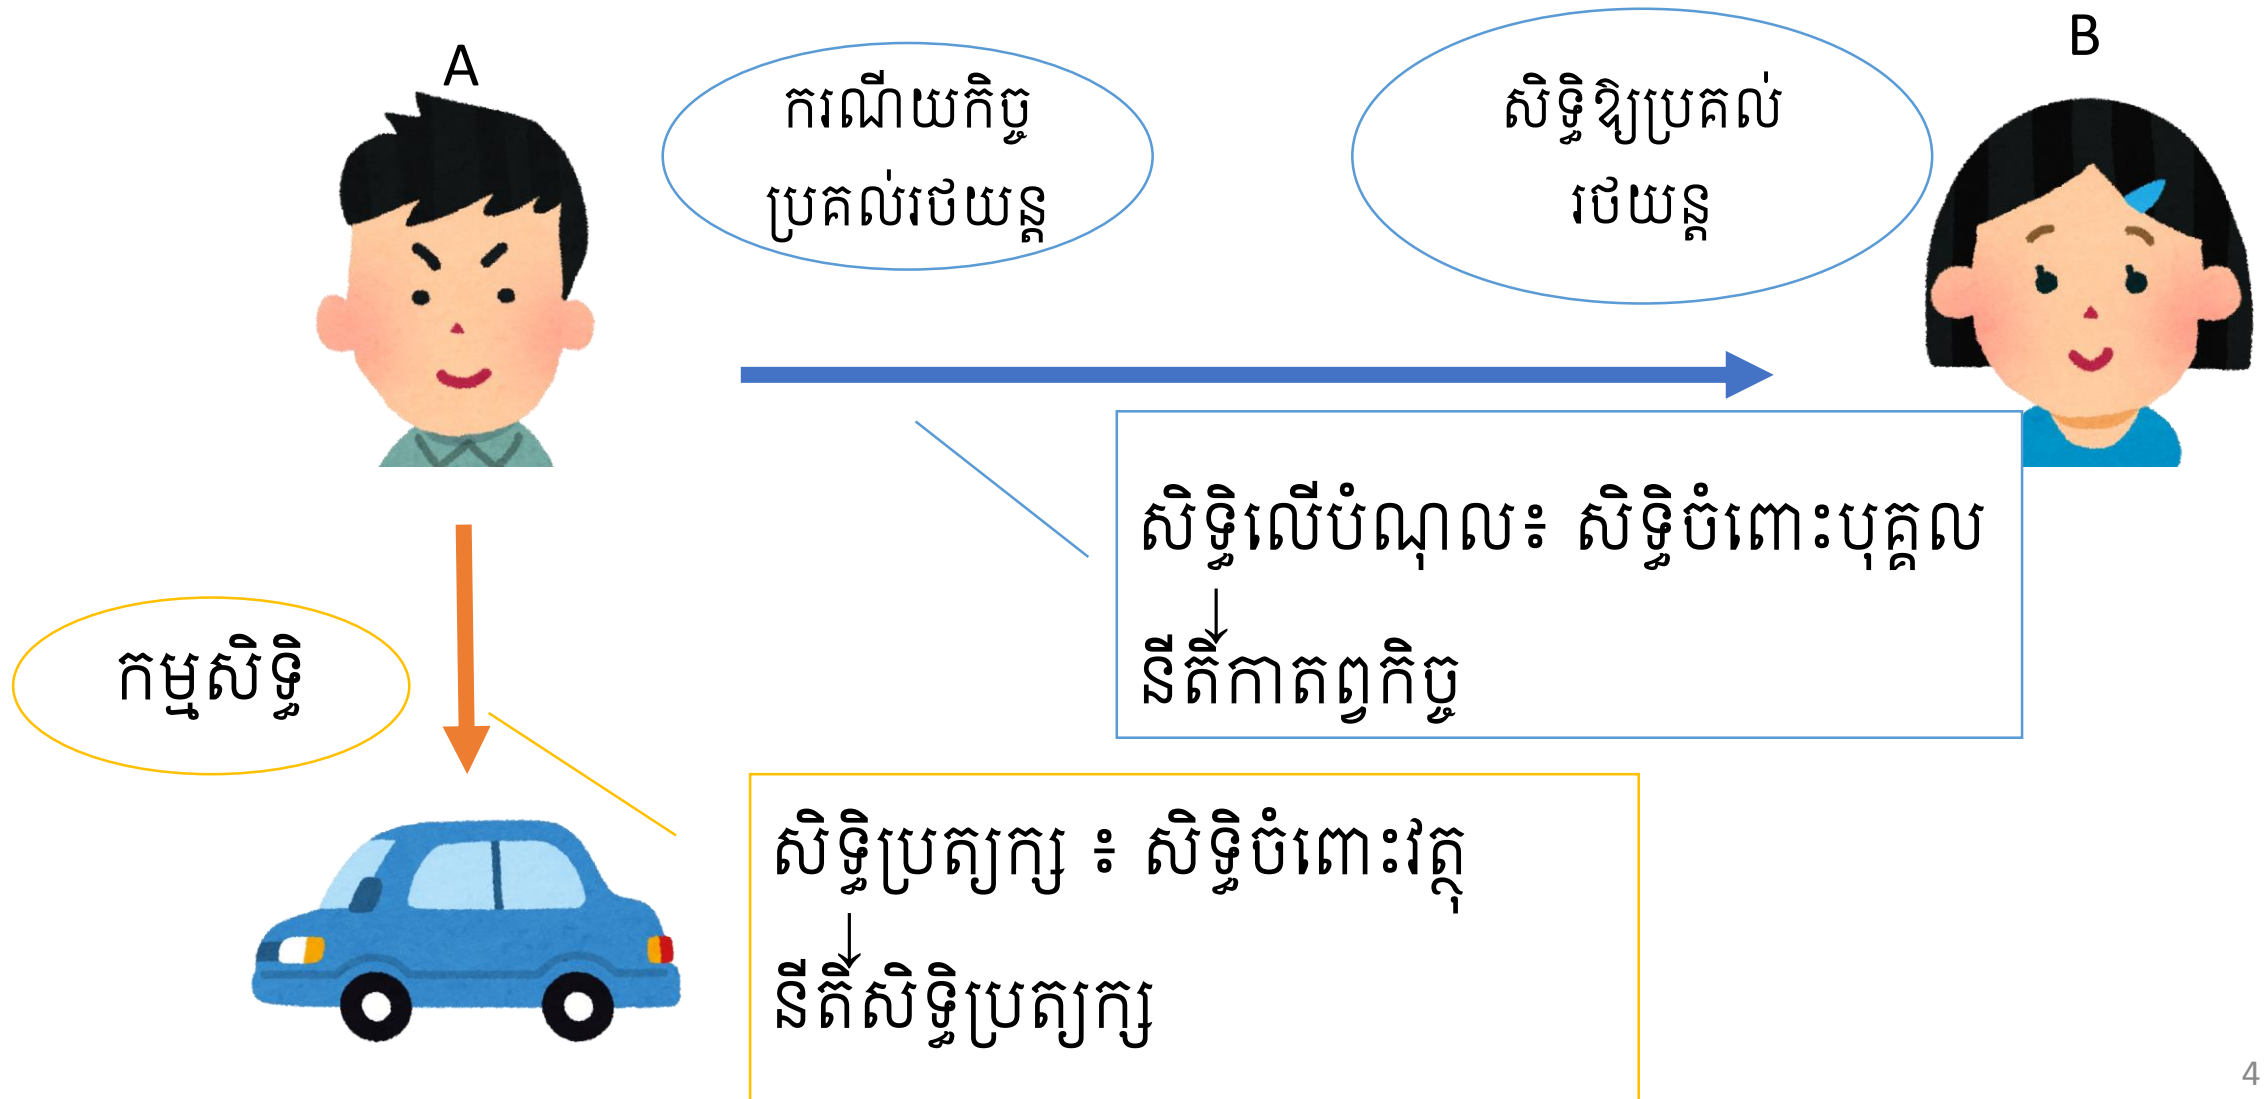 A
B
ករណីយកិច្ច
ប្រគល់រថយន្ត
សិទ្ធិឱ្យប្រគល់
រថយន្ត
សិទ្ធិលើបំណុល៖ សិទ្ធិចំពោះបុគ្គល
↓
នីតិកាតព្វកិច្ច
កម្មសិទ្ធិ
សិទ្ធិប្រត្យក្ស ៖ សិទ្ធិចំពោះវត្ថុ
↓
នីតិសិទ្ធិប្រត្យក្ស
4